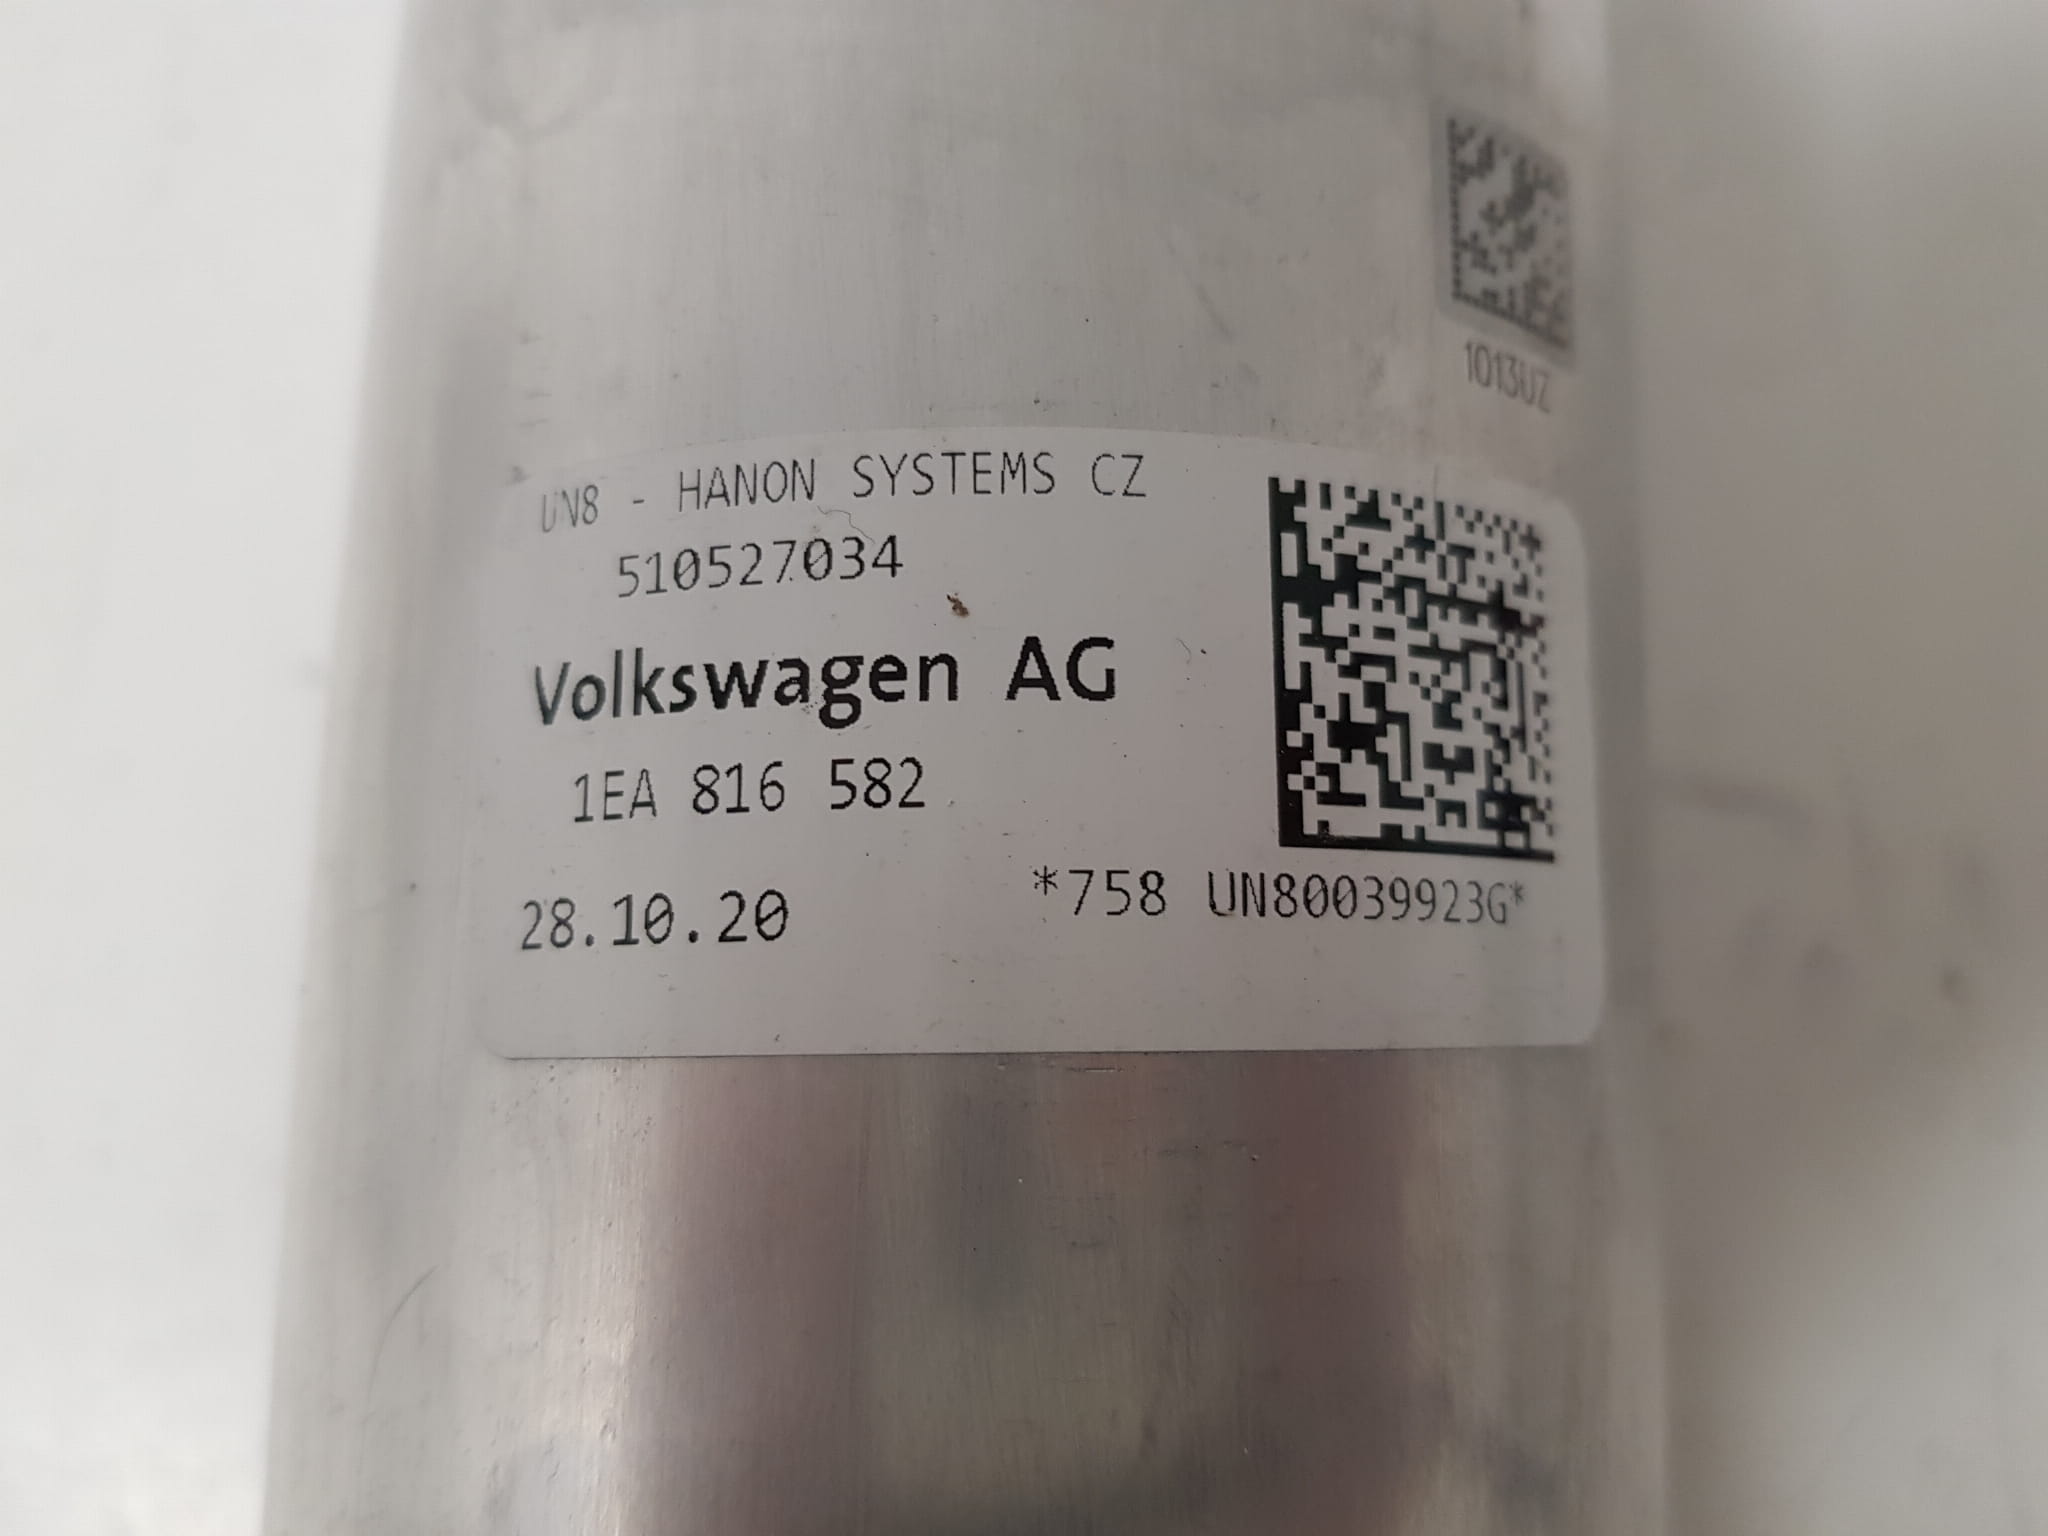 1013UZ
UN8 - HANON SYSTEMS CZ
510527034
Volkswagen AG
1EA 816 582
28.10.20
*758 UN80039923G*